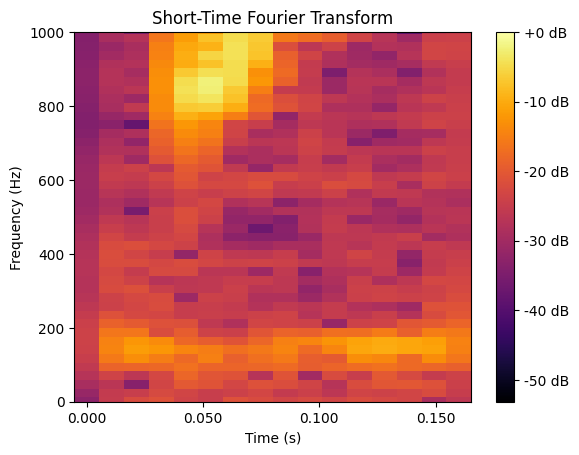 Short-Time Fourier Transform
1000
800
600
400
200
0
Frequency (Hz)
0.000
0.050
0.100
0.150
Time (s)
+0 dB
-10 dB
-20 dB
-30 dB
-40 dB
-50 dB